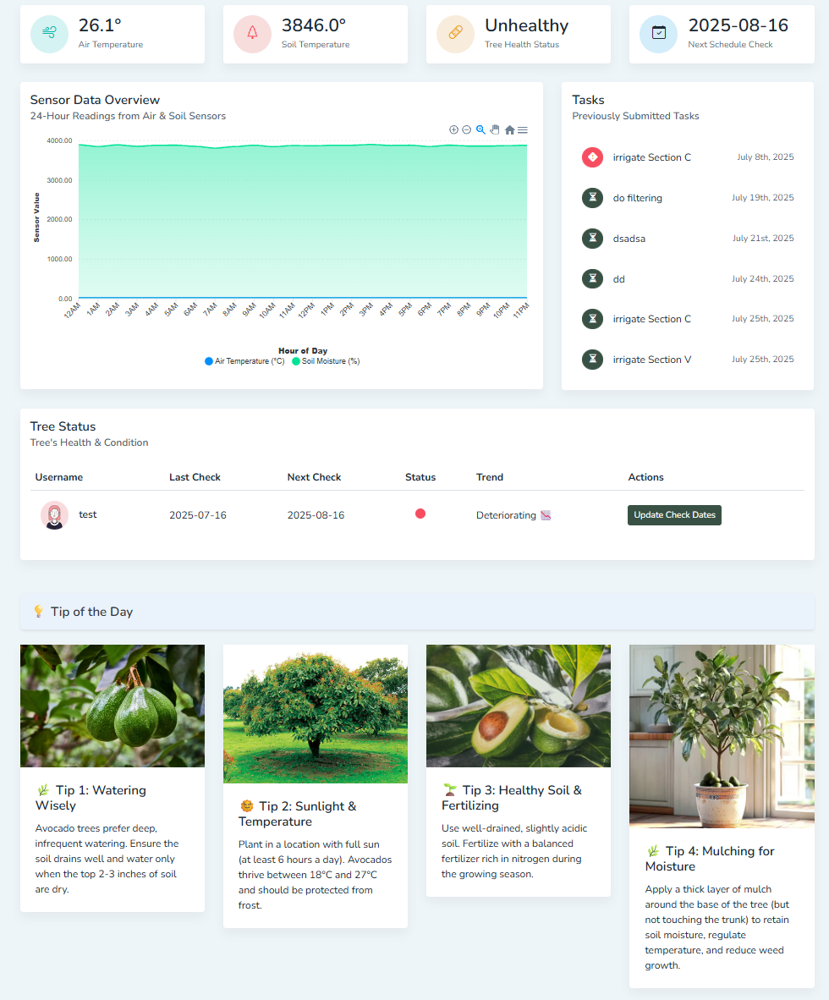 26.1°
Air Temperature
3846.0°
Soil Temperature
Unhealthy
Tree Health Status
2025-08-16
Next Schedule Check
Sensor Data Overview
24-Hour Readings from Air & Soil Sensors
4000.00
3000.00
2000.00
1000.00
0.00
Sensor Value
12AM 1AM 2AM 3AM 4AM 5AM 6AM 7AM 8AM 9AM 10AM 11AM 12PM 1PM 2PM 3PM 4PM 5PM 6PM 7PM 8PM 9PM 10PM 11PM
Hour of Day
Air Temperature (°C) Soil Moisture (%)
Tasks
Previously Submitted Tasks
irrigate Section C July 8th, 2025
do filtering July 19th, 2025
dsadsa July 21st, 2025
dd July 24th, 2025
irrigate Section C July 25th, 2025
irrigate Section V July 25th, 2025
Tree Status
Tree's Health & Condition
Username Last Check Next Check Status Trend Actions
test 2025-07-16 2025-08-16 Deteriorating Update Check Dates
Tip of the Day
Tip 1: Watering
Wisely
Avocado trees prefer deep,
infrequent watering. Ensure the
soil drains well and water only
when the top 2-3 inches of soil
are dry.
Tip 2: Sunlight &
Temperature
Plant in a location with full sun
(at least 6 hours a day). Avocados
thrive between 18°C and 27°C
and should be protected from
frost.
Tip 3: Healthy Soil &
Fertilizing
Use well-drained, slightly acidic
soil. Fertilize with a balanced
fertilizer rich in nitrogen during
the growing season.
Tip 4: Mulching for
Moisture
Apply a thick layer of mulch
around the base of the tree (but
not touching the trunk) to retain
soil moisture, regulate
temperature, and reduce weed
growth.